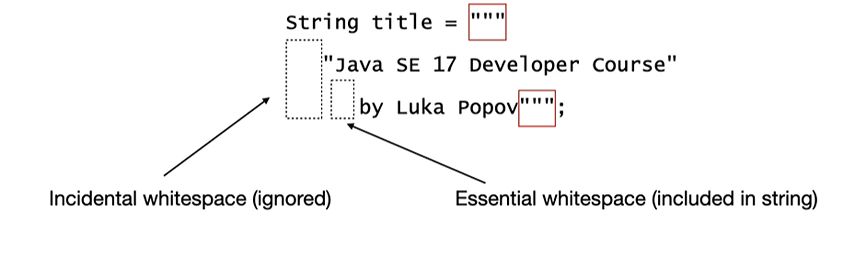 String title = """
"Java SE 17 Developer Course"
by Luka Popov""";
Incidental whitespace (ignored)
Essential whitespace (included in string)